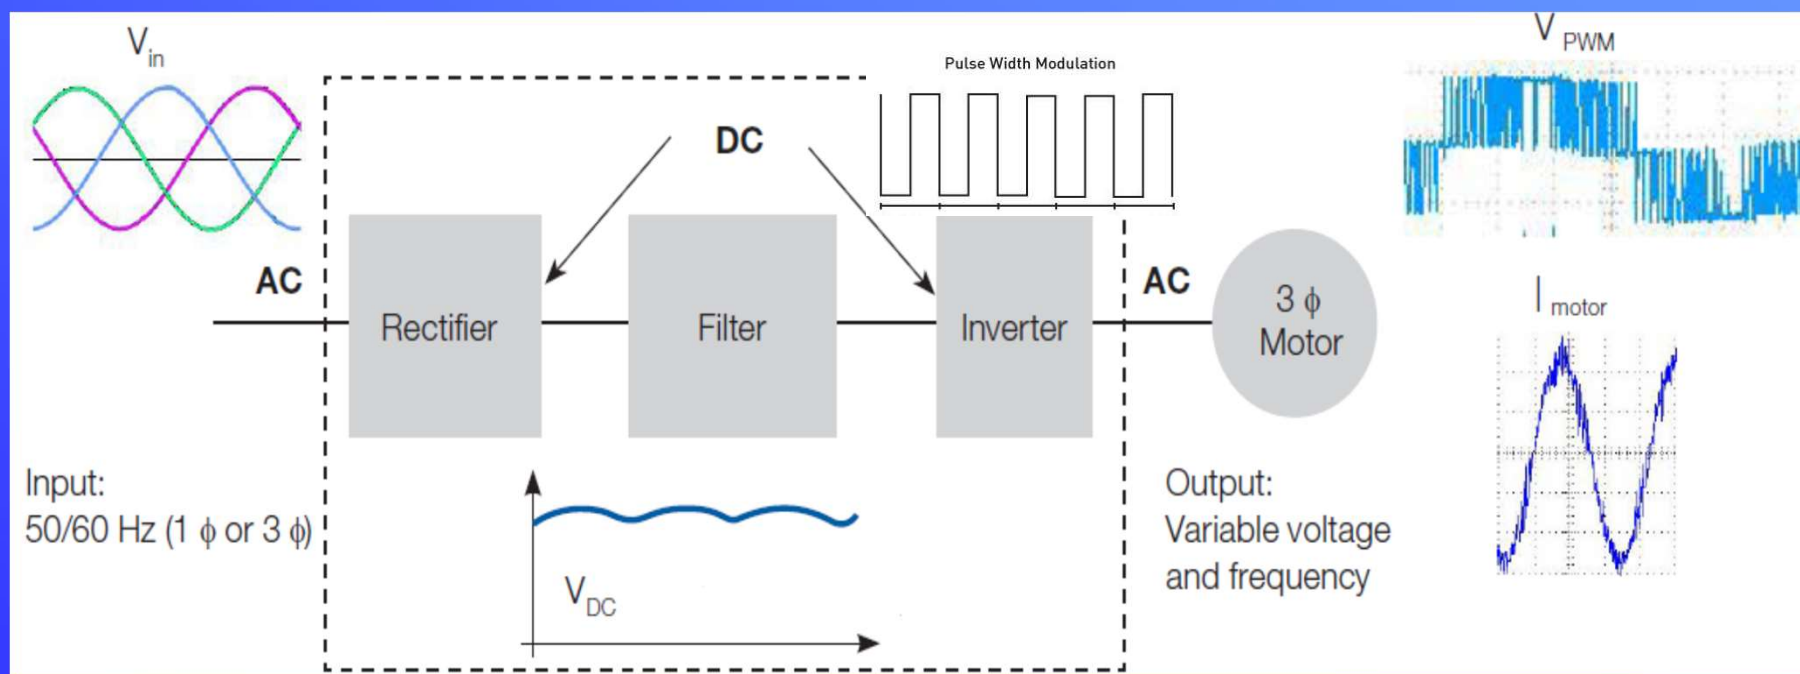 V in
Pulse Width Modulation
V PWM
DC
AC
AC
Rectifier
Filter
Inverter
3 ϕ
Motor
I motor
Input:
50/60 Hz (1 ϕ or 3 ϕ)
V DC
Output:
Variable voltage
and frequency